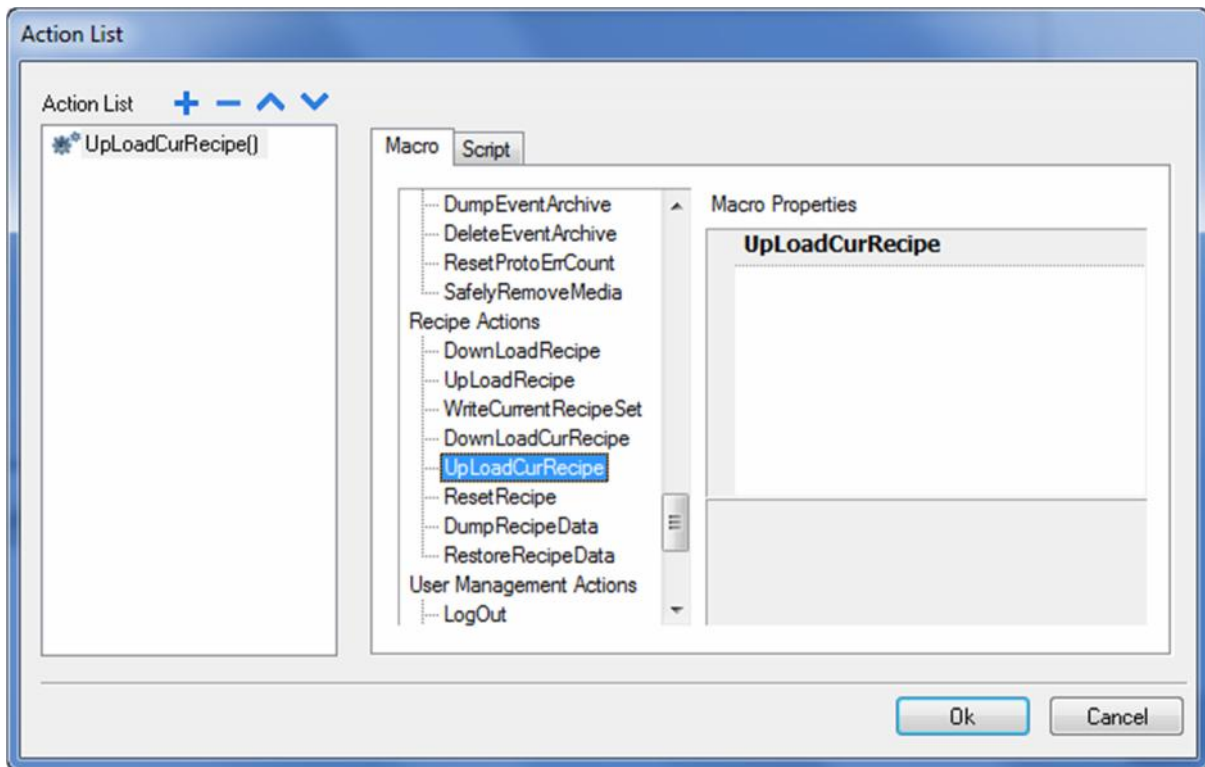 Action List
Action List
UpLoadCurRecipe()
Macro
Script
DumpEventArchive
DeleteEventArchive
ResetProtoErrCount
SafelyRemoveMedia
Recipe Actions
DownLoadRecipe
UpLoadRecipe
WriteCurrentRecipeSet
DownLoadCurRecipe
UpLoadCurRecipe
ResetRecipe
DumpRecipeData
RestoreRecipeData
User Management Actions
LogOut
Macro Properties
UpLoadCurRecipe
Ok
Cancel